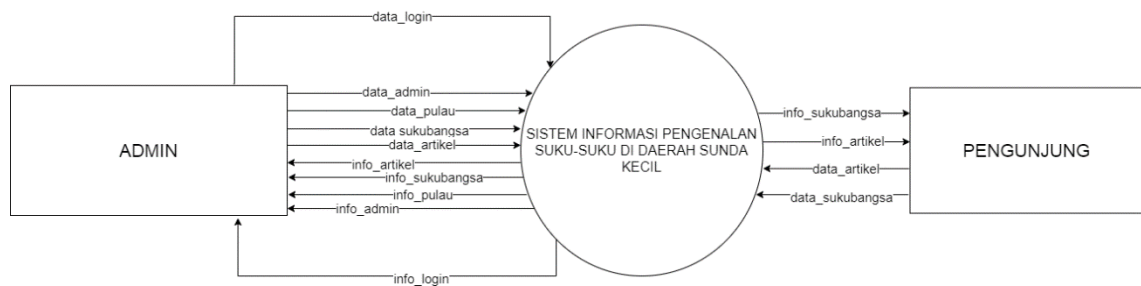 data_login
ADMIN
data_admin
data_pulau
data sukubangsa
data_artikel
info_artikel
info_sukubangsa
info_pulau
info_admin
info_login
SISTEM INFORMASI PENGENALAN
SUKU-SUKU DI DAERAH SUNDA
KECIL
info_sukubangsa
info_artikel
data_artikel
data_sukubangsa
PENGUNJUNG